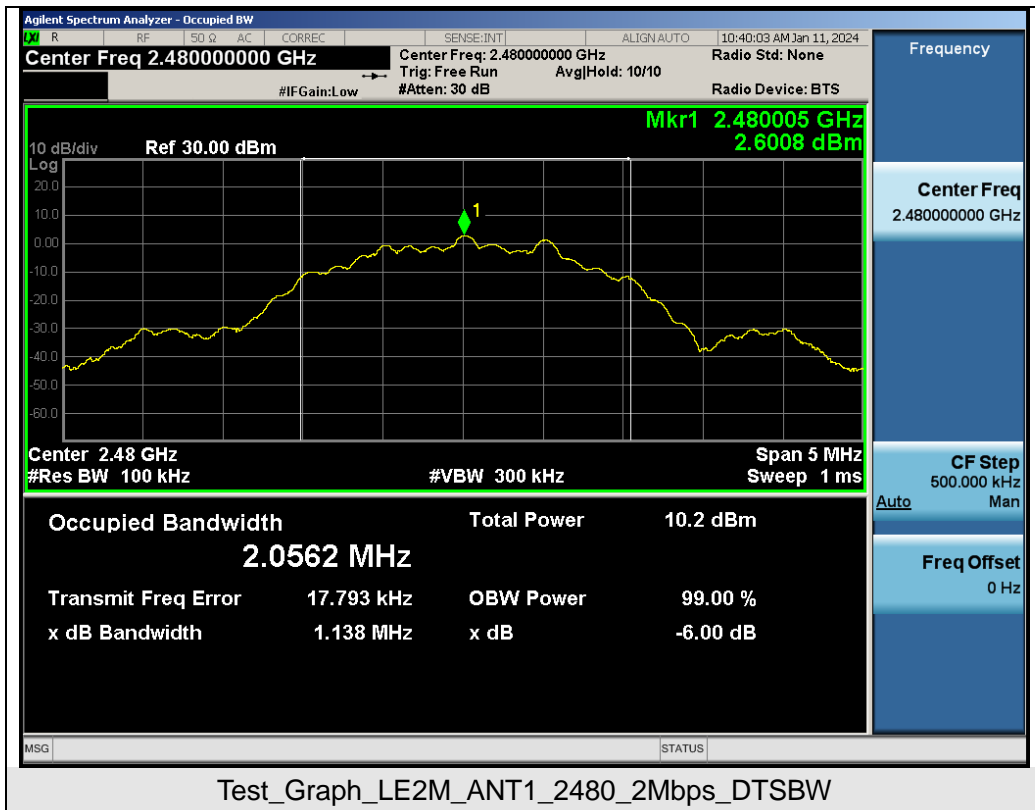 Agilent Spectrum Analyzer - Occupied BW
LXI R RF 50 Ω AC CORREC SENSE:INT ALIGN AUTO 10:40:03 AM Jan 11, 2024
Center Freq 2.480000000 GHz
Center Freq: 2.480000000 GHz Radio Std: None
Trig: Free Run Avg|Hold: 10/10
#IFGain:Low #Atten: 30 dB Radio Device: BTS
Frequency
Mkr1 2.480005 GHz
2.6008 dBm
10 dB/div Ref 30.00 dBm
Log
20.0
10.0
0.00
-10.0
-20.0
-30.0
-40.0
-50.0
-60.0
1
Center 2.48 GHz Span 5 MHz
#Res BW 100 kHz #VBW 300 kHz Sweep 1 ms
Occupied Bandwidth Total Power 10.2 dBm
2.0562 MHz
Transmit Freq Error 17.793 kHz OBW Power 99.00 %
x dB Bandwidth 1.138 MHz x dB -6.00 dB
Center Freq
2.480000000 GHz
CF Step
500.000 kHz
Auto Man
Freq Offset
0 Hz
MSG STATUS
Test_Graph_LE2M_ANT1_2480_2Mbps_DTSBW